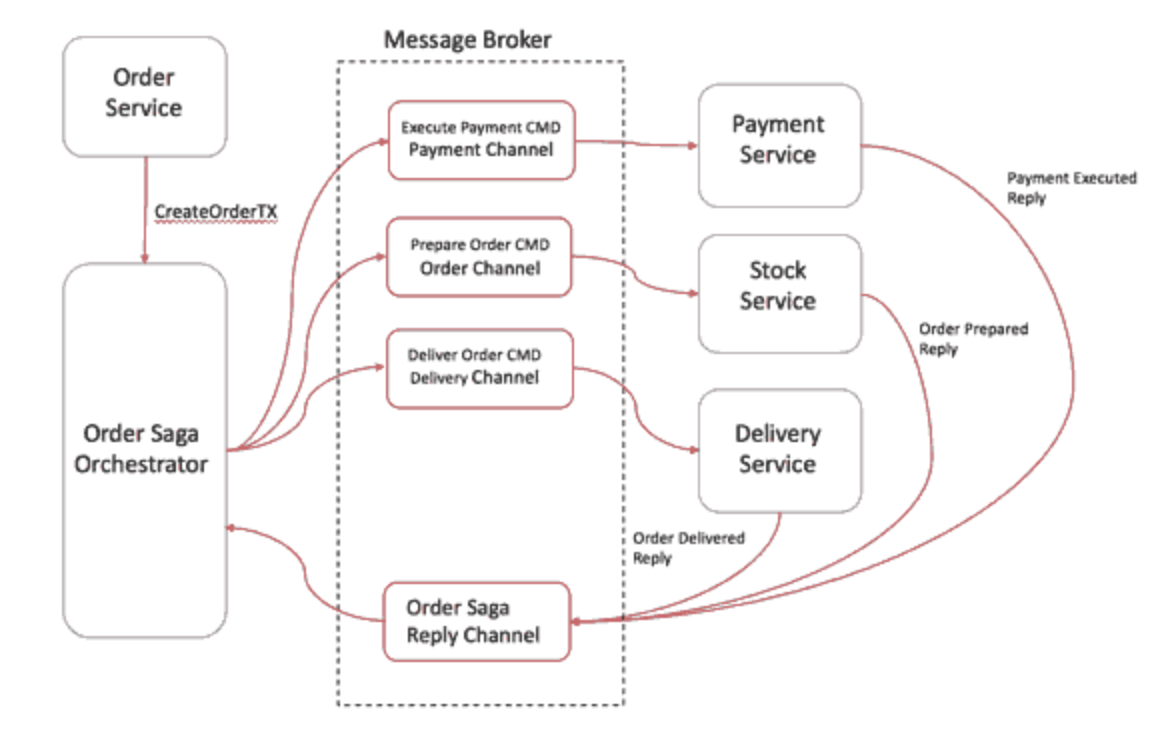 Message Broker
Order
Service
CreateOrderTX
Order Saga
Orchestrator
Execute Payment CMD
Payment Channel
Prepare Order CMD
Order Channel
Deliver Order CMD
Delivery Channel
Order Saga
Reply Channel
Payment
Service
Stock
Service
Delivery
Service
Payment Executed
Reply
Order Prepared
Reply
Order Delivered
Reply